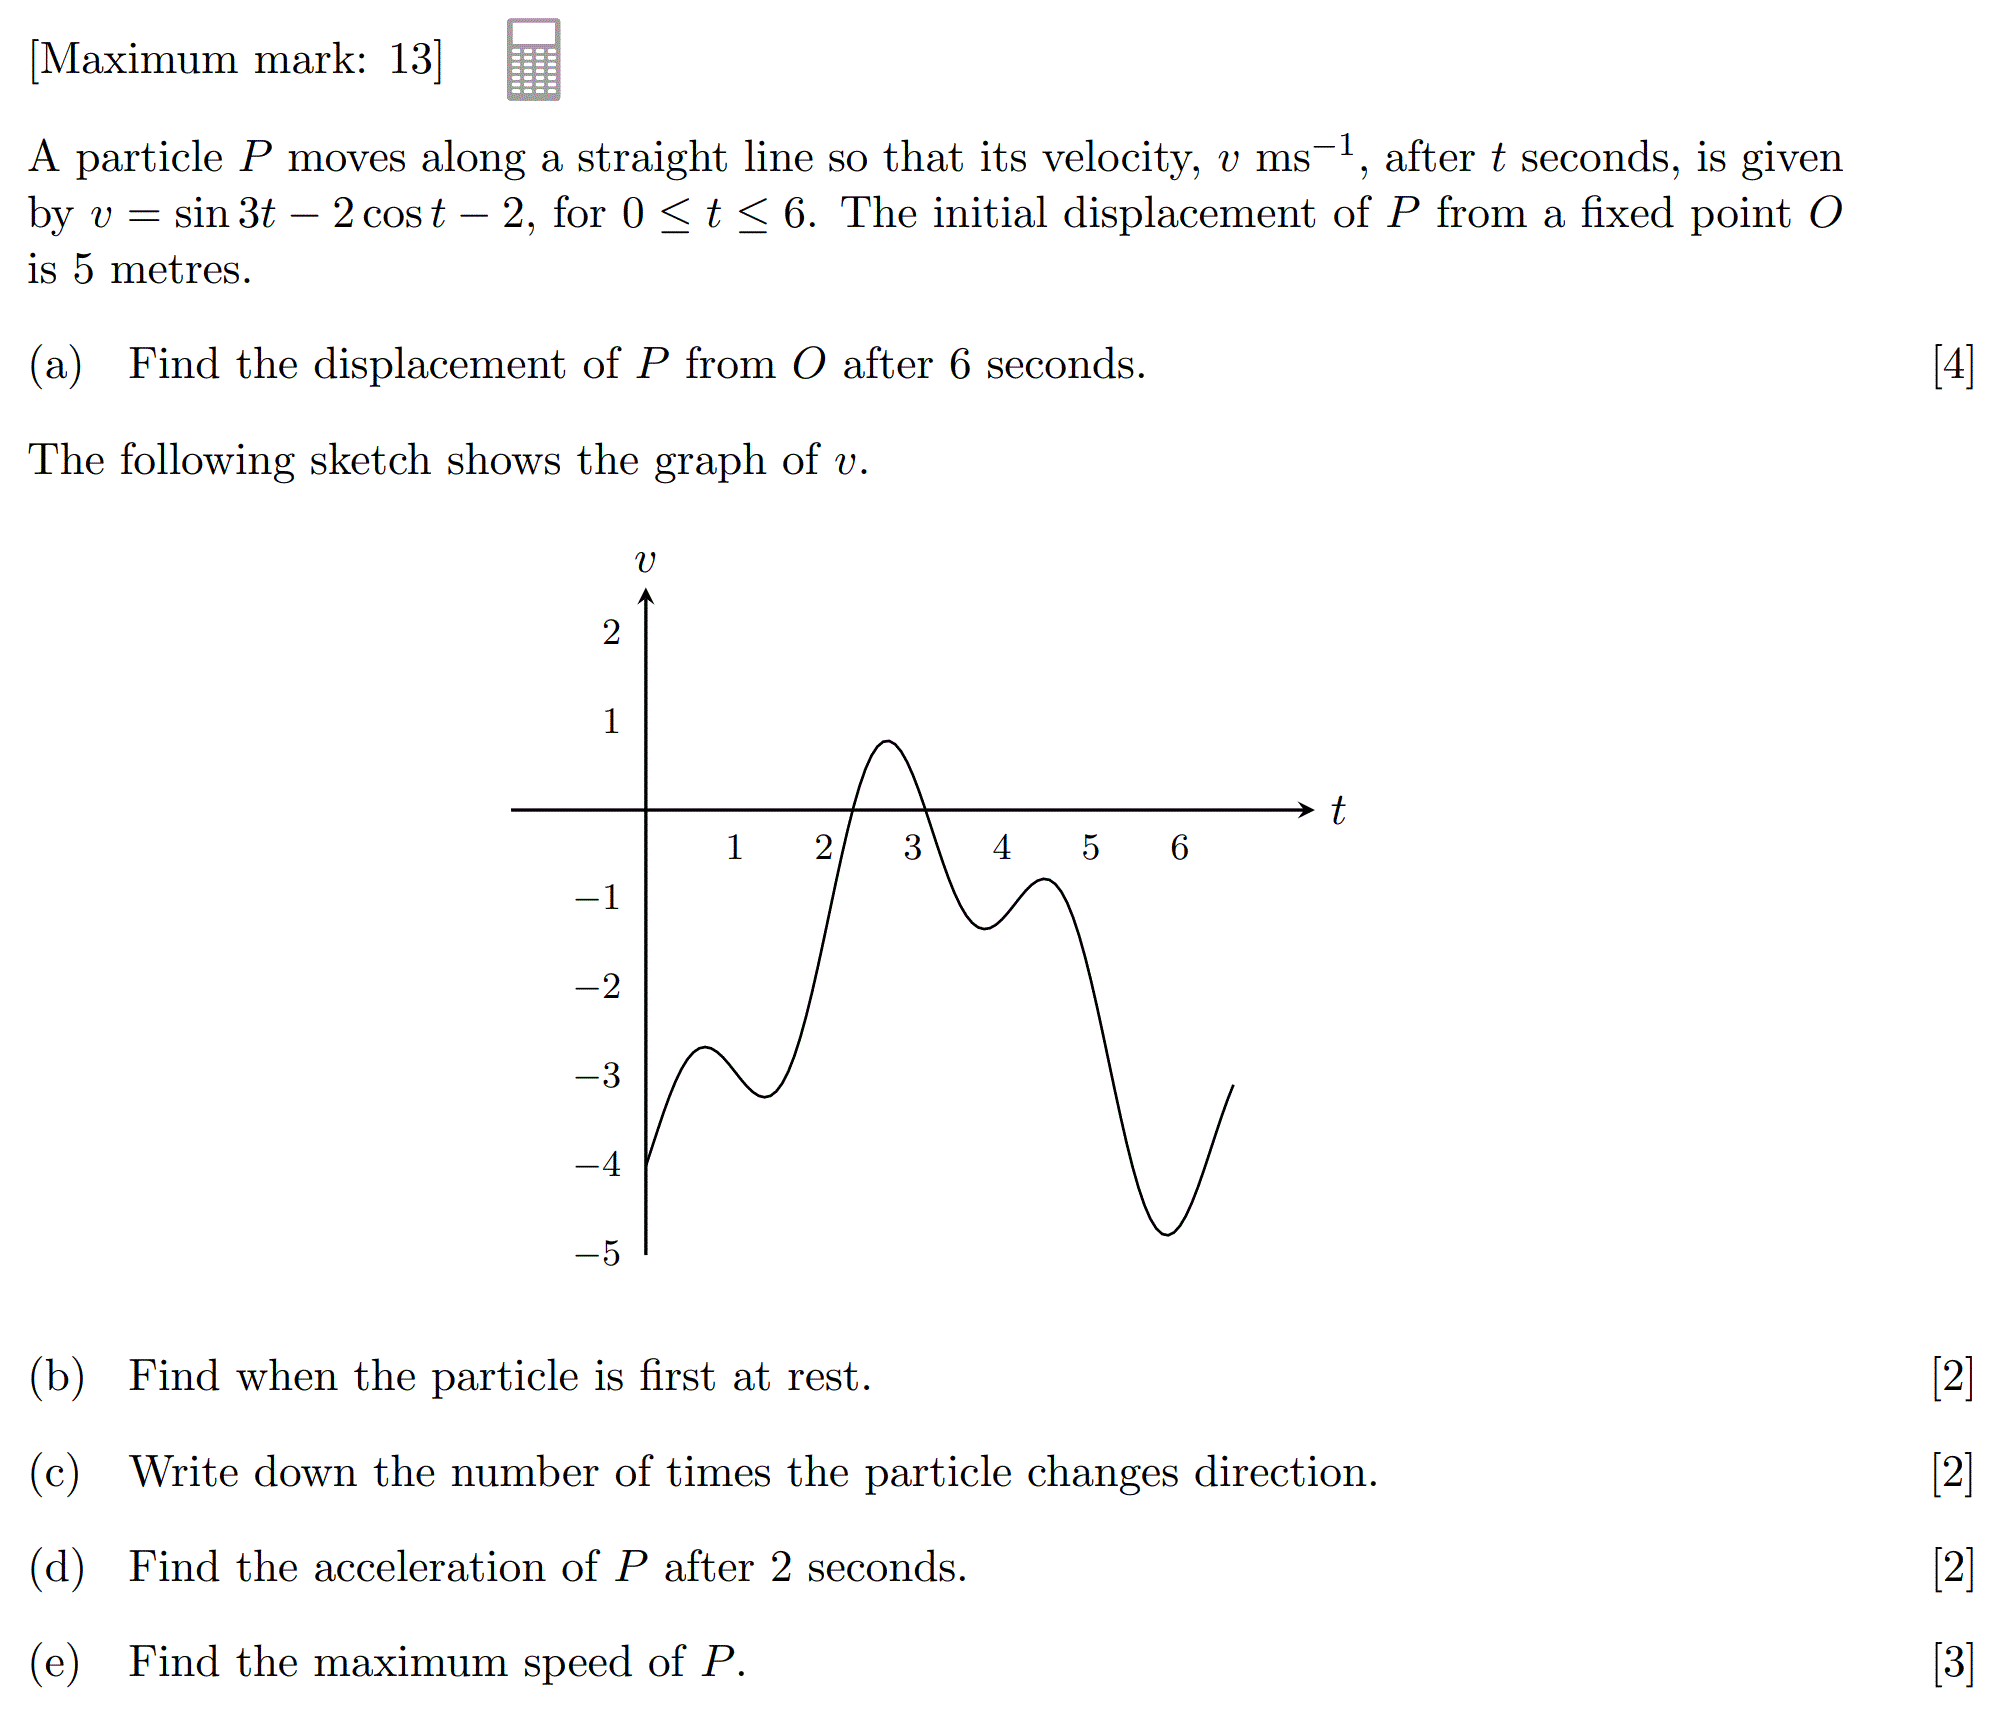 [Maximum mark: 13]
A particle P moves along a straight line so that its velocity, v ms⁻¹, after t seconds, is given
by v = sin 3t − 2 cos t − 2, for 0 ≤ t ≤ 6. The initial displacement of P from a fixed point O
is 5 metres.
(a) Find the displacement of P from O after 6 seconds. [4]
The following sketch shows the graph of v.
v
2
1
t
1 2 3 4 5 6
−1
−2
−3
−4
−5
(b) Find when the particle is first at rest. [2]
(c) Write down the number of times the particle changes direction. [2]
(d) Find the acceleration of P after 2 seconds. [2]
(e) Find the maximum speed of P. [3]